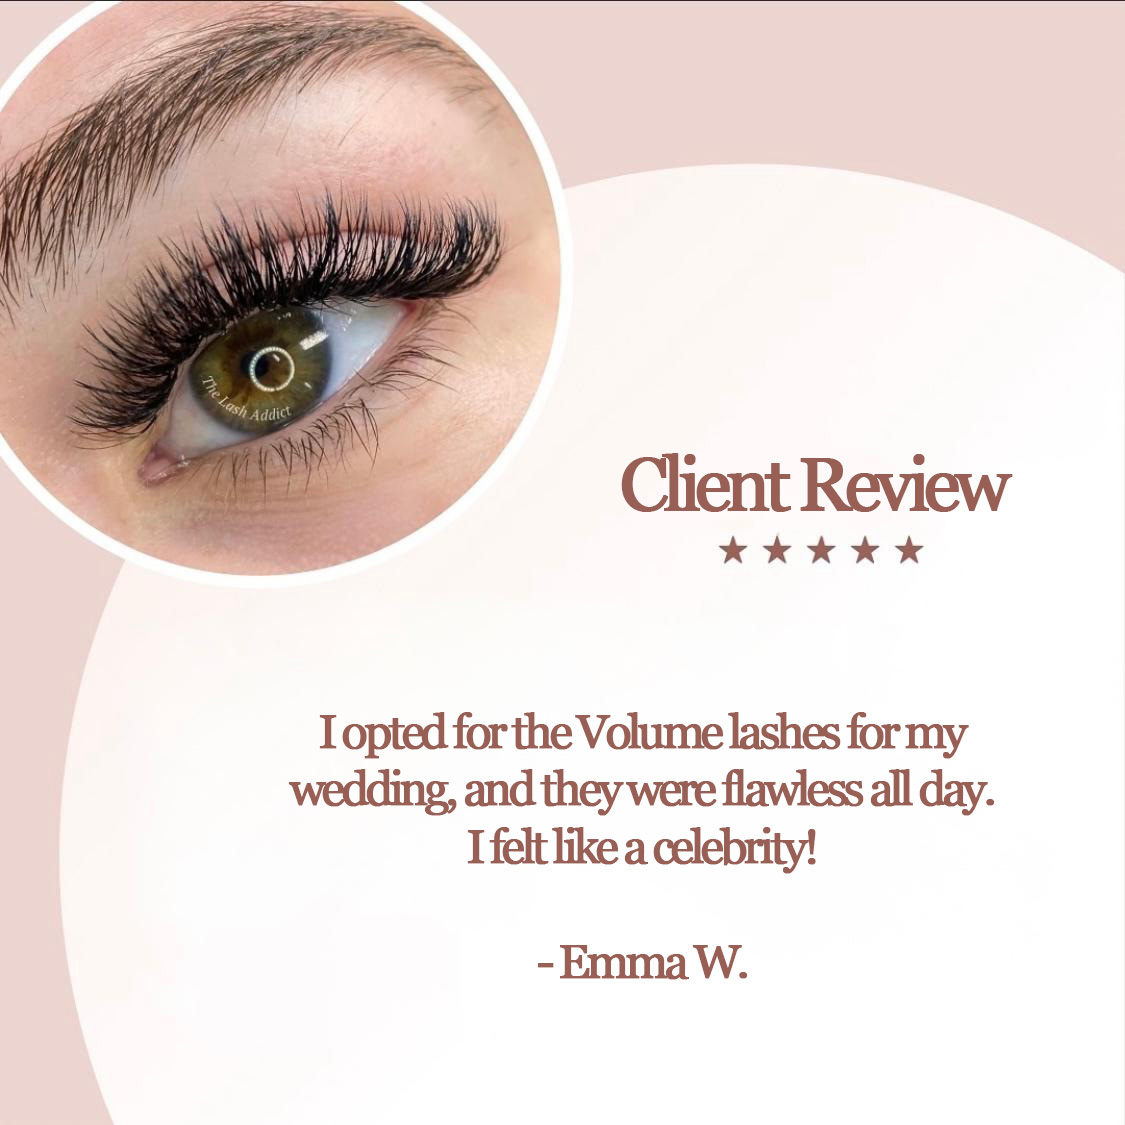 The Lash Addict
Client Review
★ ★ ★ ★ ★
I opted for the Volume lashes for my
wedding, and they were flawless all day.
I felt like a celebrity!
- Emma W.